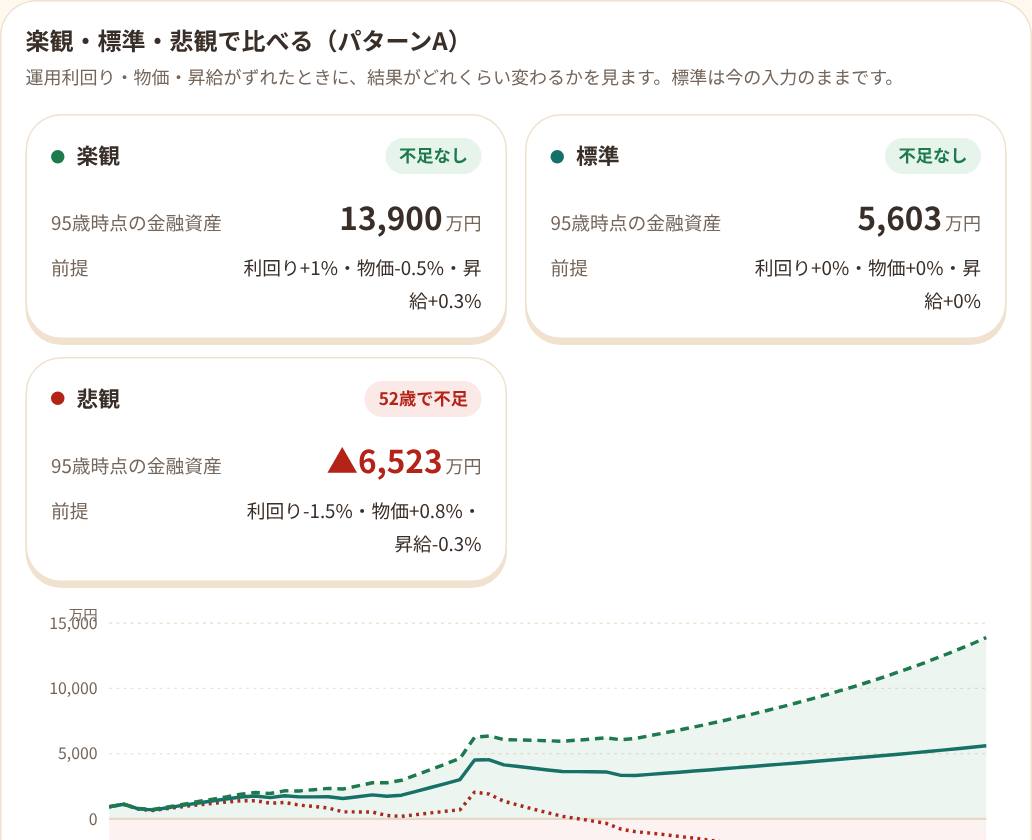 楽観・標準・悲観で比べる（パターンA）
運用利回り・物価・昇給がずれたときに、結果がどれくらい変わるかを見ます。標準は今の入力のままです。
楽観
不足なし
95歳時点の金融資産
13,900万円
前提
利回り+1%・物価-0.5%・昇
給+0.3%
標準
不足なし
95歳時点の金融資産
5,603万円
前提
利回り+0%・物価+0%・昇
給+0%
悲観
52歳で不足
95歳時点の金融資産
▲6,523万円
前提
利回り-1.5%・物価+0.8%・
昇給-0.3%
万円
15,000
10,000
5,000
0